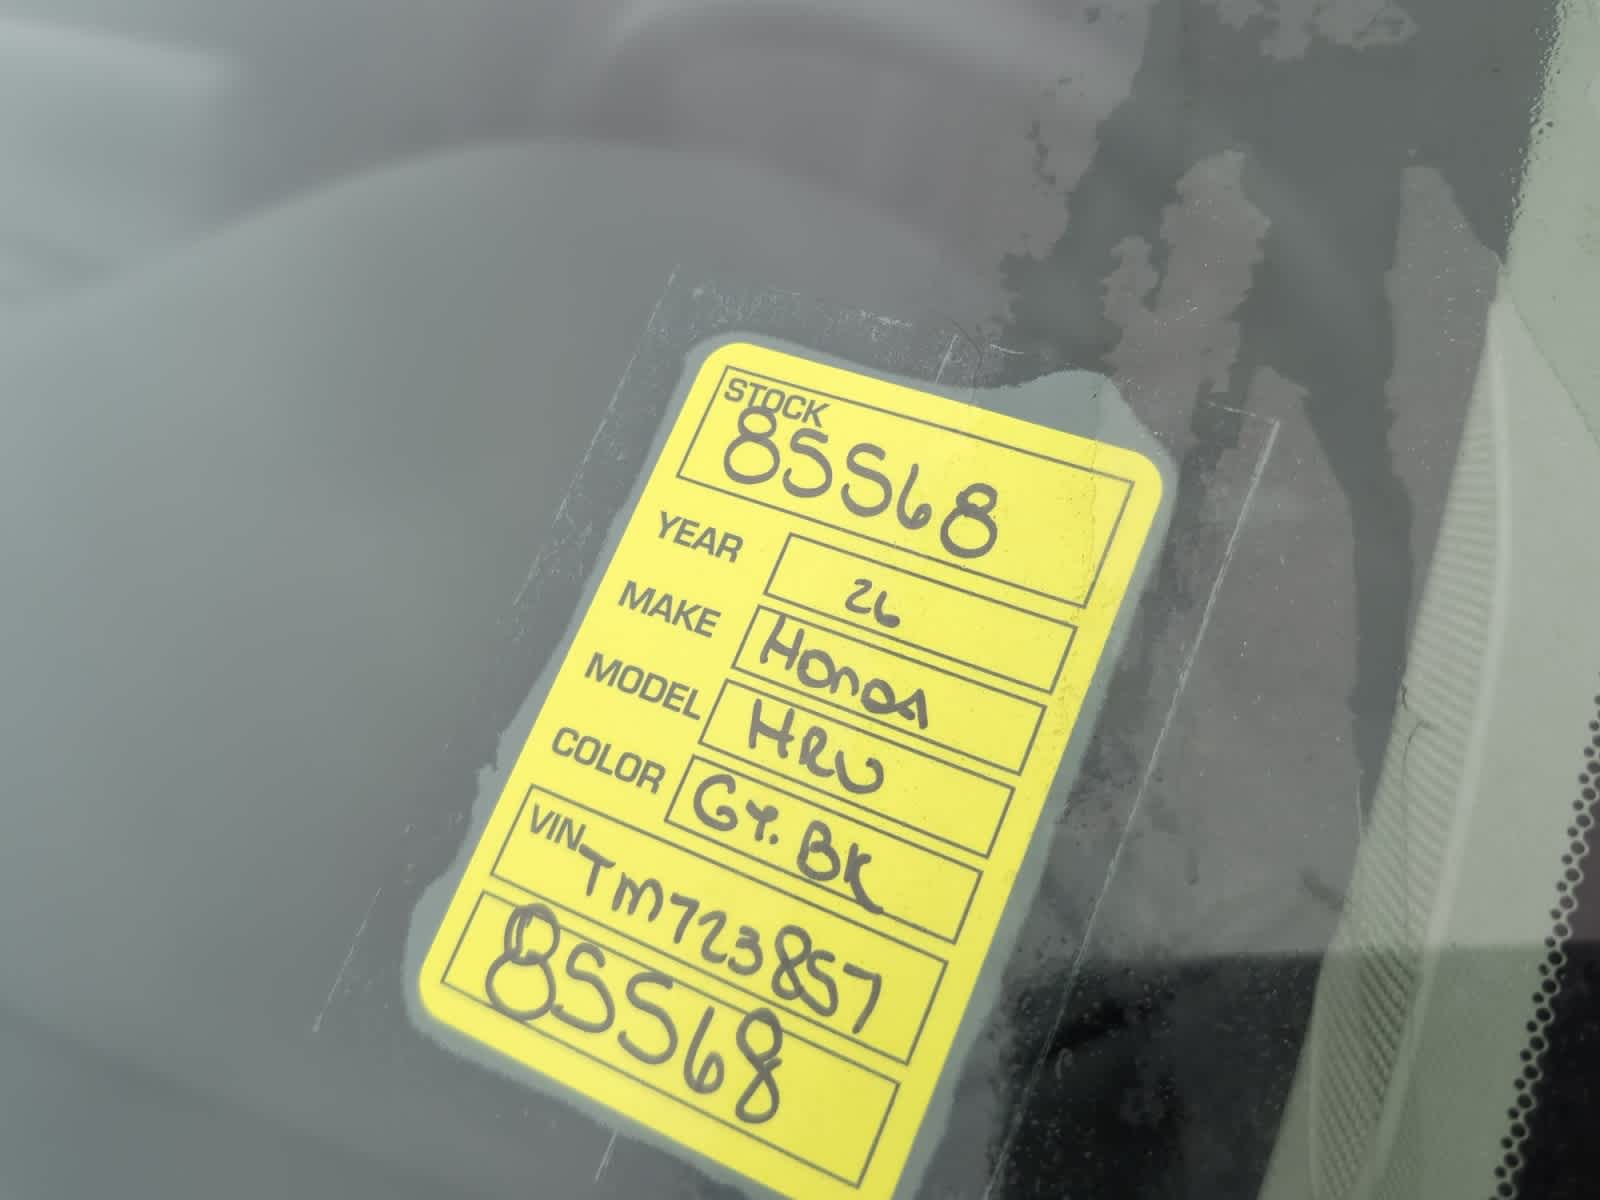 STOCK
85568
YEAR 26
MAKE HONDA
MODEL HRV
COLOR GY. BK
VIN TM723857
85568